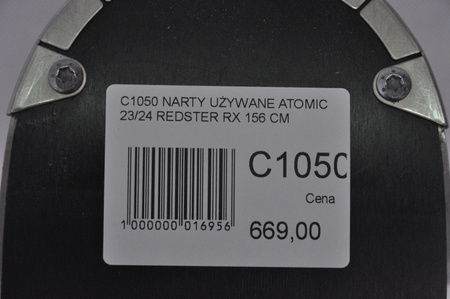 C1050 NARTY UŻYWANE ATOMIC
23/24 REDSTER RX 156 CM
C1050
Cena
1 000000 016956
669,00